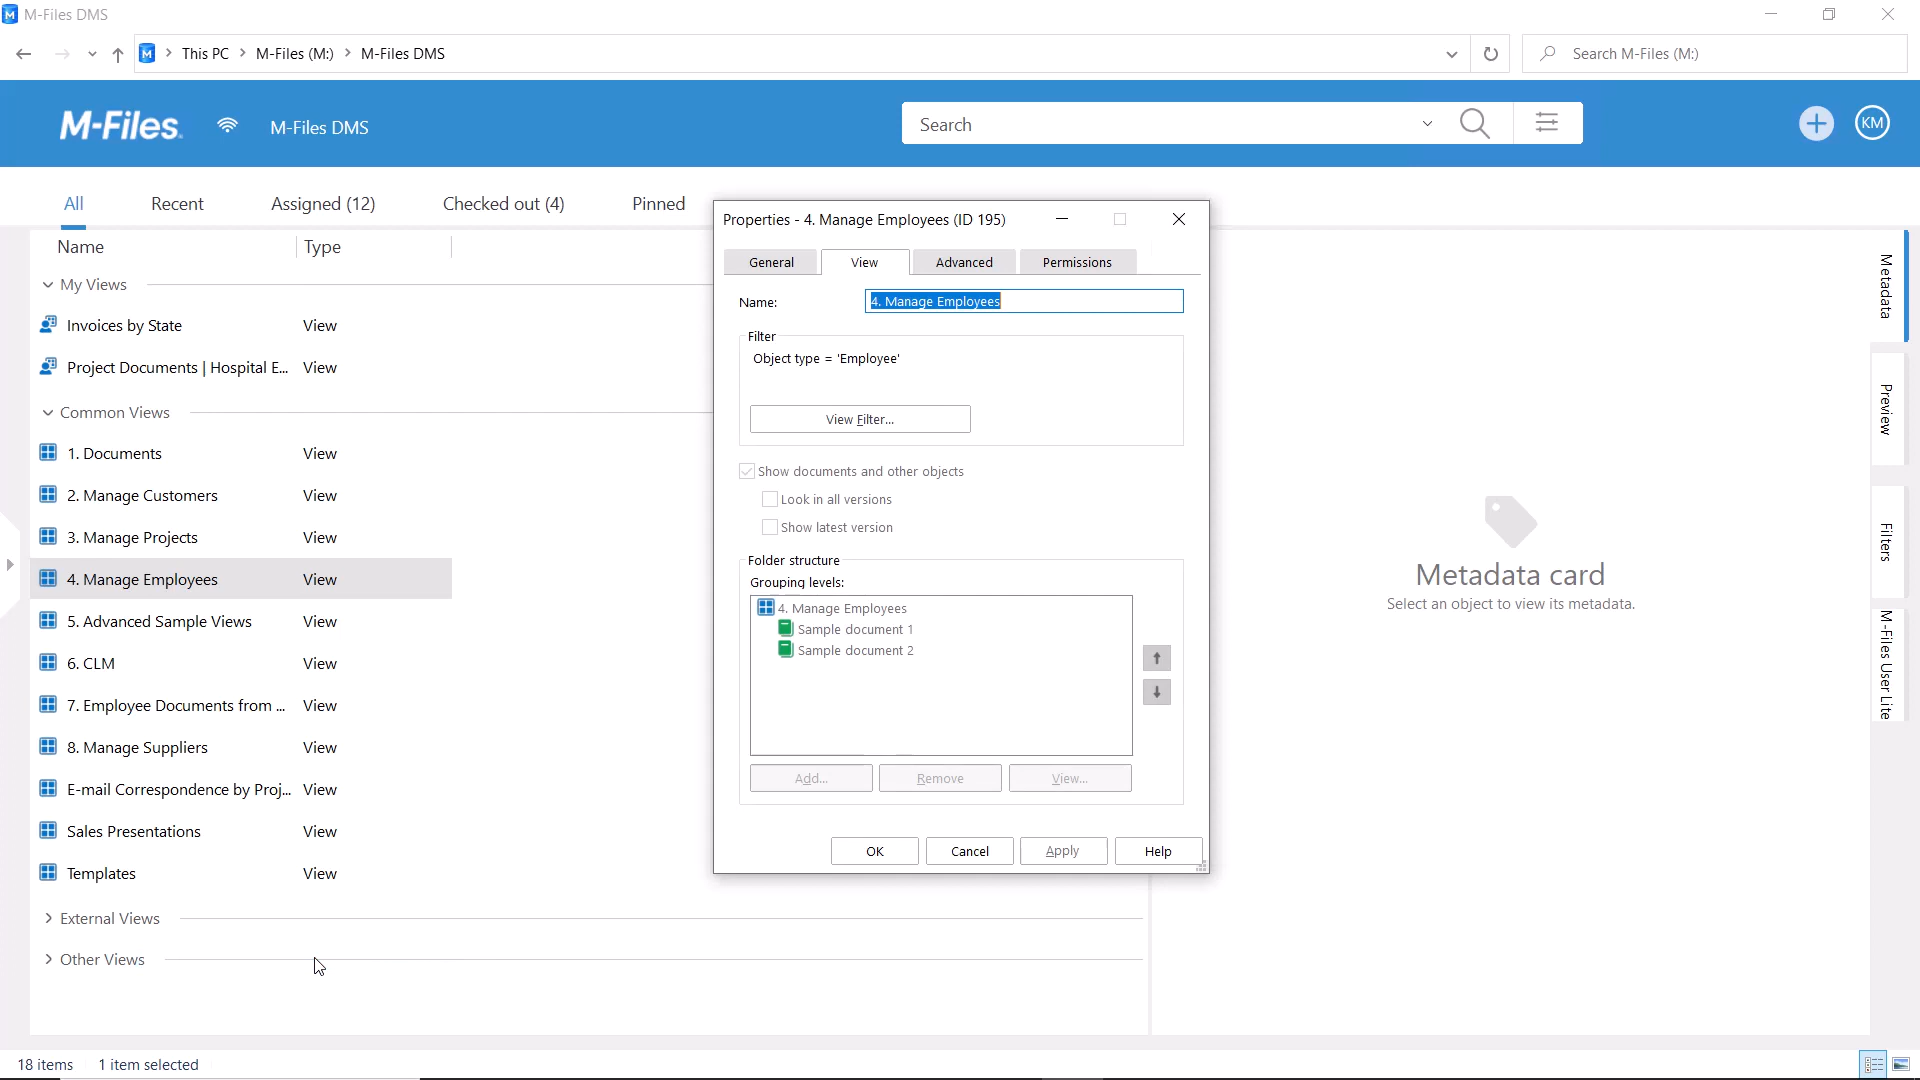 M-Files DMS
This PC > M-Files (M:) > M-Files DMS
Search M-Files (M:)
M-Files.
M-Files DMS
Search
KM
All
Recent
Assigned (12)
Checked out (4)
Pinned
Name
Type
My Views
Invoices by State View
Project Documents | Hospital E... View
Common Views
1. Documents View
2. Manage Customers View
3. Manage Projects View
4. Manage Employees View
5. Advanced Sample Views View
6. CLM View
7. Employee Documents from ... View
8. Manage Suppliers View
E-mail Correspondence by Proj... View
Sales Presentations View
Templates View
External Views
Other Views
18 items
1 item selected
Properties - 4. Manage Employees (ID 195)
General
View
Advanced
Permissions
Name:
4. Manage Employees
Filter
Object type = 'Employee'
View Filter...
Show documents and other objects
Look in all versions
Show latest version
Folder structure
Grouping levels:
4. Manage Employees
Sample document 1
Sample document 2
Add...
Remove
View...
OK
Cancel
Apply
Help
Metadata card
Select an object to view its metadata.
Metadata
Preview
Filters
M-Files User Lite